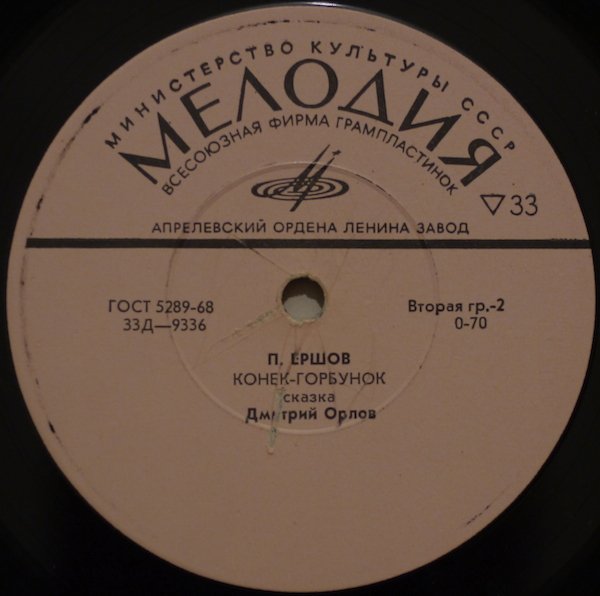 МИНИСТЕРСТВО КУЛЬТУРЫ СССР
МЕЛОДИЯ
ВСЕСОЮЗНАЯ ФИРМА ГРАМПЛАСТИНОК
33
АПРЕЛЕВСКИЙ ОРДЕНА ЛЕНИНА ЗАВОД
ГОСТ 5289-68
33Д—9336
Вторая гр.-2
0-70
П. ЕРШОВ
КОНЕК-ГОРБУНОК
сказка
Дмитрий Орлов